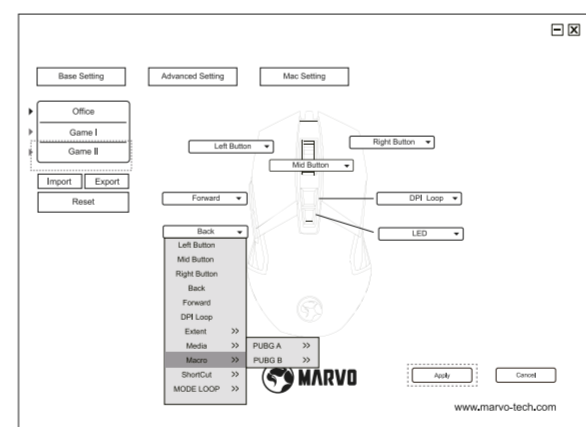 Base Setting
Advanced Setting
Mac Setting
Office
Game I
Game II
Import
Export
Reset
Left Button
Right Button
Mid Button
Forward
DPI Loop
Back
LED
Left Button
Mid Button
Right Button
Back
Forward
DPI Loop
Extent >>
Media >>
Macro >>
ShortCut >>
MODE LOOP >>
PUBG A >>
PUBG B >>
MARVO
Apply
Cancel
www.marvo-tech.com